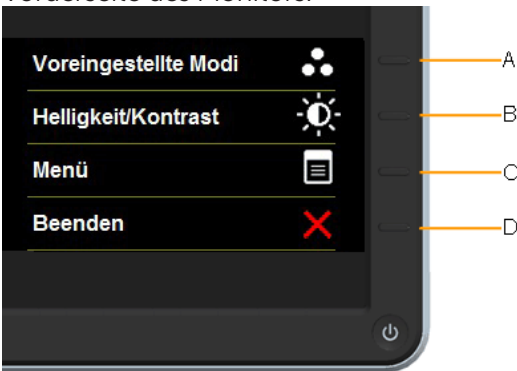 Voreingestellte Modi
A
Helligkeit/Kontrast
B
Menü
C
Beenden
D